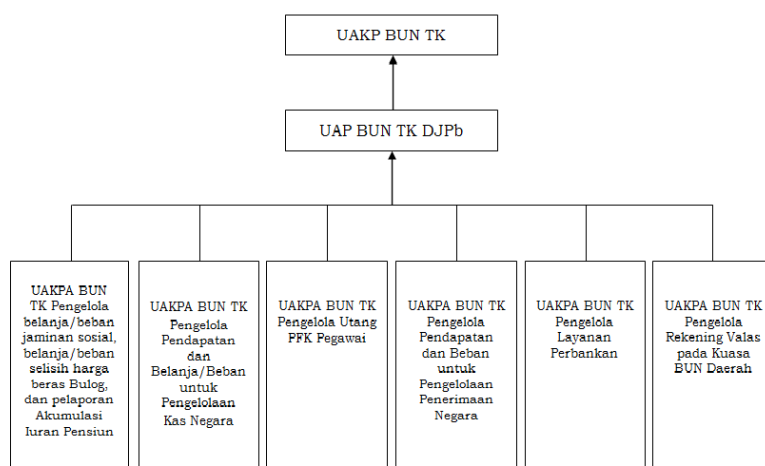 UAKP BUN TK
UAP BUN TK DJPb
UAKPA BUN
TK Pengelola
belanja/beban
jaminan sosial,
belanja/beban
selisih harga
beras Bulog,
dan pelaporan
Akumulasi
Iuran Pensiun
UAKPA BUN TK
Pengelola
Pendapatan
dan
Belanja/Beban
untuk
Pengelolaan
Kas Negara
UAKPA BUN TK
Pengelola Utang
PFK Pegawai
UAKPA BUN TK
Pengelola
Pendapatan
dan Beban
untuk
Pengelolaan
Penerimaan
Negara
UAKPA BUN TK
Pengelola
Layanan
Perbankan
UAKPA BUN TK
Pengelola
Rekening Valas
pada Kuasa
BUN Daerah